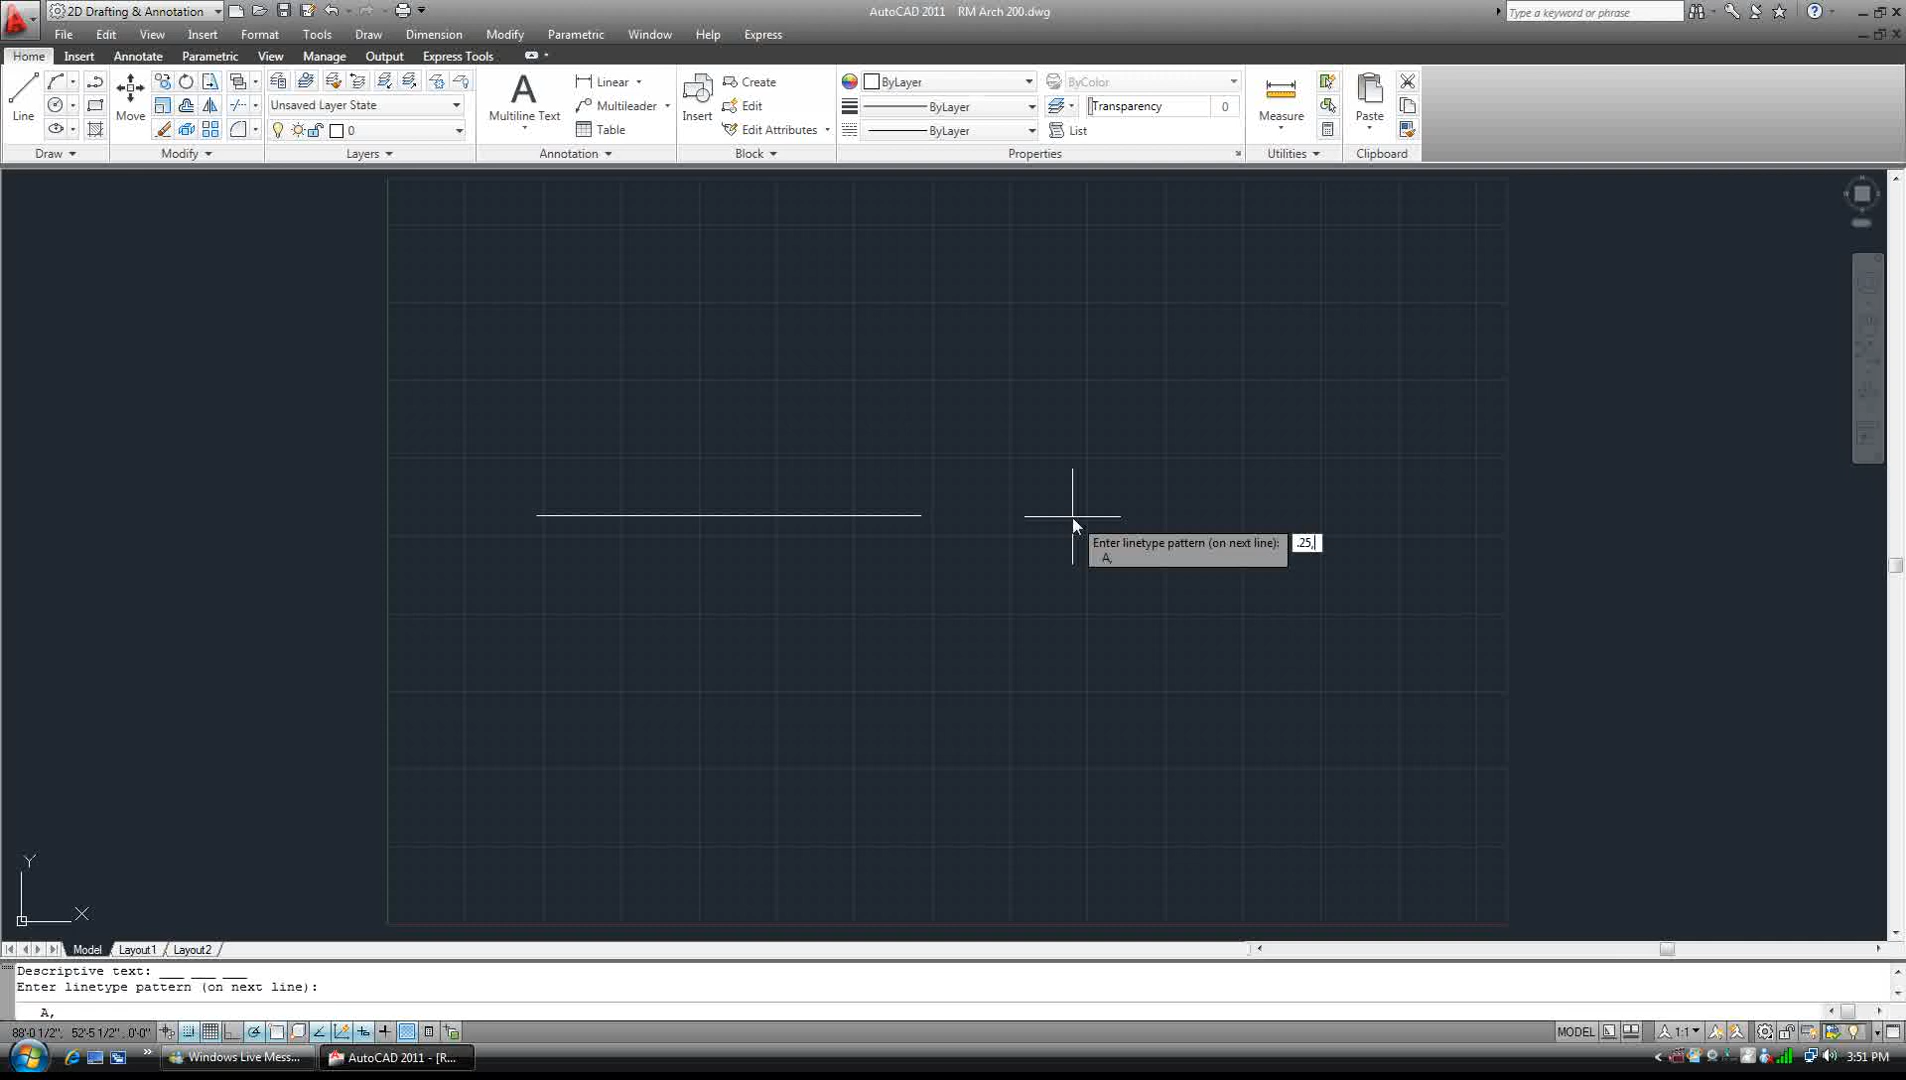 2D Drafting & Annotation
AutoCAD 2011 RM Arch 200.dwg
Type a keyword or phrase
File Edit View Insert Format Tools Draw Dimension Modify Parametric Window Help Express
Home Insert Annotate Parametric View Manage Output Express Tools
Line
Move
Unsaved Layer State
0
A
Multiline Text
Linear
Multileader
Table
Insert
Create
Edit
Edit Attributes
ByLayer
ByLayer
ByLayer
ByColor
Transparency 0
List
Measure
Paste
Draw Modify Layers Annotation Block Properties Utilities Clipboard
Enter linetype pattern (on next line): .25,
A,
Y
X
Model Layout1 Layout2
Descriptive text: ___ ___ ___
Enter linetype pattern (on next line):
A,
88'-0 1/2", 52'-5 1/2", 0'-0"
MODEL
1:1
Windows Live Mess...
AutoCAD 2011 - [R...
3:51 PM